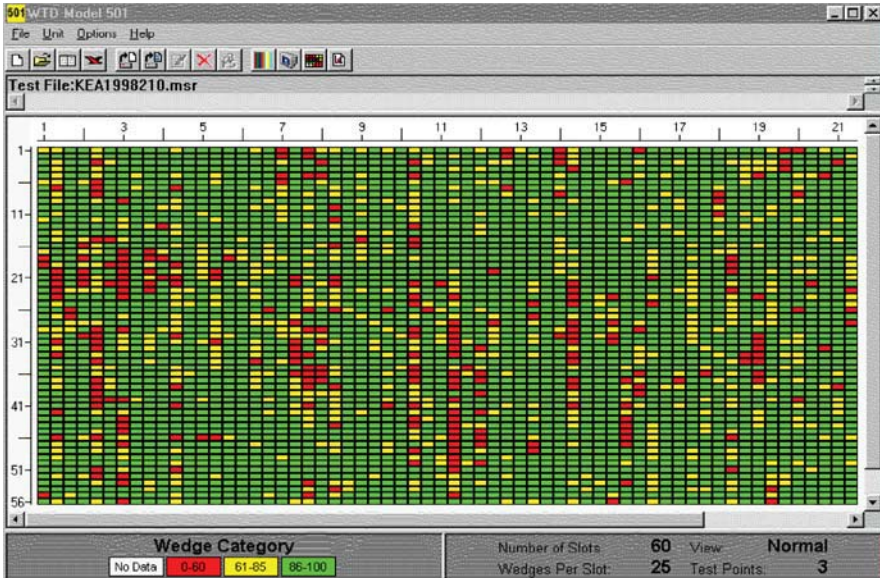 501 WTD Model 501
File Unit Options Help
Test File:KEA1998210.msr
1 3 5 7 9 11 13 15 17 19 21
1
11
21
31
41
51
56
Wedge Category
No Data 0-60 61-85 86-100
Number of Slots 60 View: Normal
Wedges Per Slot: 25 Test Points: 3